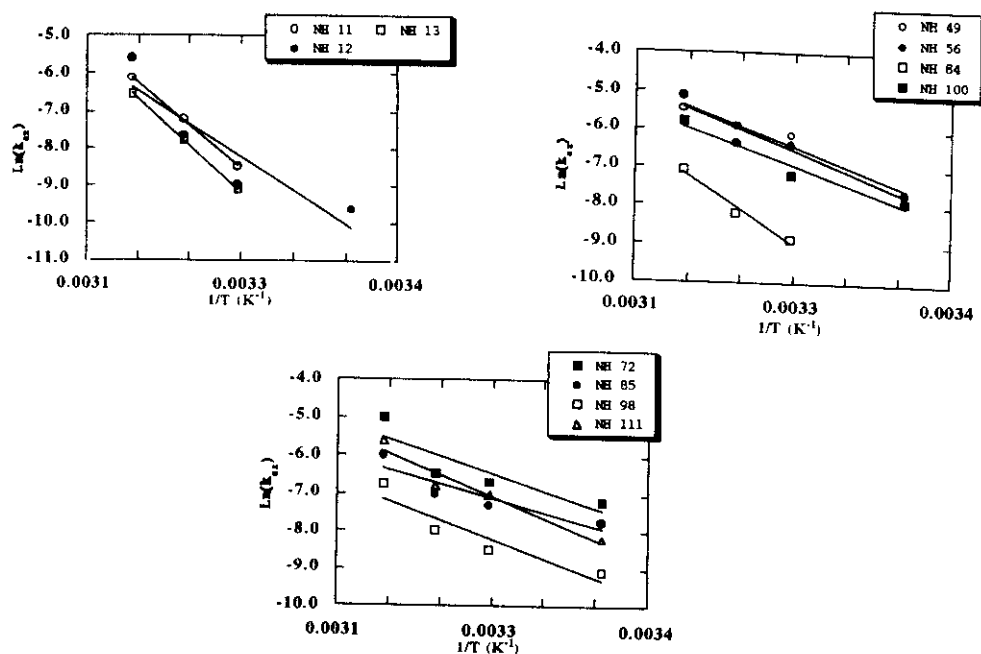 NH 11 NH 13
NH 12
-5.0
-6.0
-7.0
-8.0
-9.0
-10.0
-11.0
Ln(k_ex)
0.0031 0.0033 0.0034
1/T (K⁻¹)
NH 49
NH 56
NH 84
NH 100
-4.0
-5.0
-6.0
-7.0
-8.0
-9.0
-10.0
Ln(k_ex)
0.0031 0.0033 0.0034
1/T (K⁻¹)
NH 72
NH 85
NH 98
NH 111
-4.0
-5.0
-6.0
-7.0
-8.0
-9.0
-10.0
Ln(k_ex)
0.0031 0.0033 0.0034
1/T (K⁻¹)